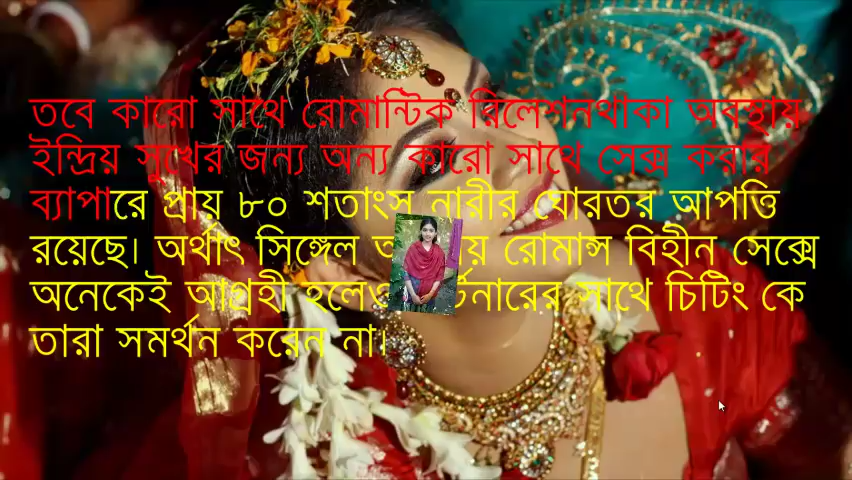 তবে কারো সাথে রোমান্টিক রিলেশনথাকা অবস্থায়
ইন্দ্রিয় সুখের জন্য অন্য কারো সাথে সেক্স করার
ব্যাপারে প্রায় ৮০ শতাংস নারীর ঘোরতর আপত্তি
রয়েছে। অর্থাৎ সিঙ্গেল রোমান্স বিহীন সেক্সে
অনেকেই আগ্রহী সাথে চিটিং কে
তারা সমর্থন করেন না।